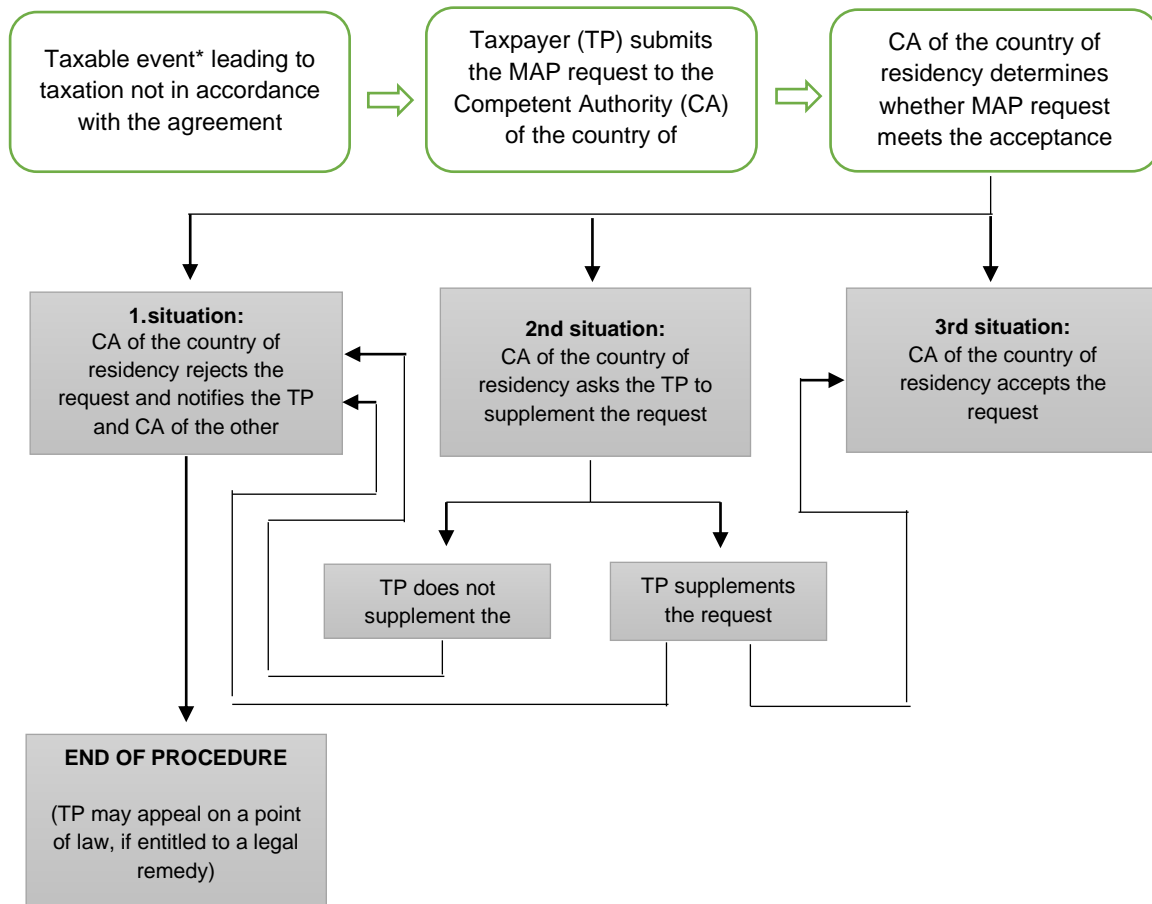 Taxable event* leading to
taxation not in accordance
with the agreement
Taxpayer (TP) submits
the MAP request to the
Competent Authority (CA)
of the country of
CA of the country of
residency determines
whether MAP request
meets the acceptance
1.situation:
CA of the country of
residency rejects the
request and notifies the TP
and CA of the other
2nd situation:
CA of the country of
residency asks the TP to
supplement the request
3rd situation:
CA of the country of
residency accepts the
request
TP does not
supplement the
TP supplements
the request
END OF PROCEDURE
(TP may appeal on a point
of law, if entitled to a legal
remedy)